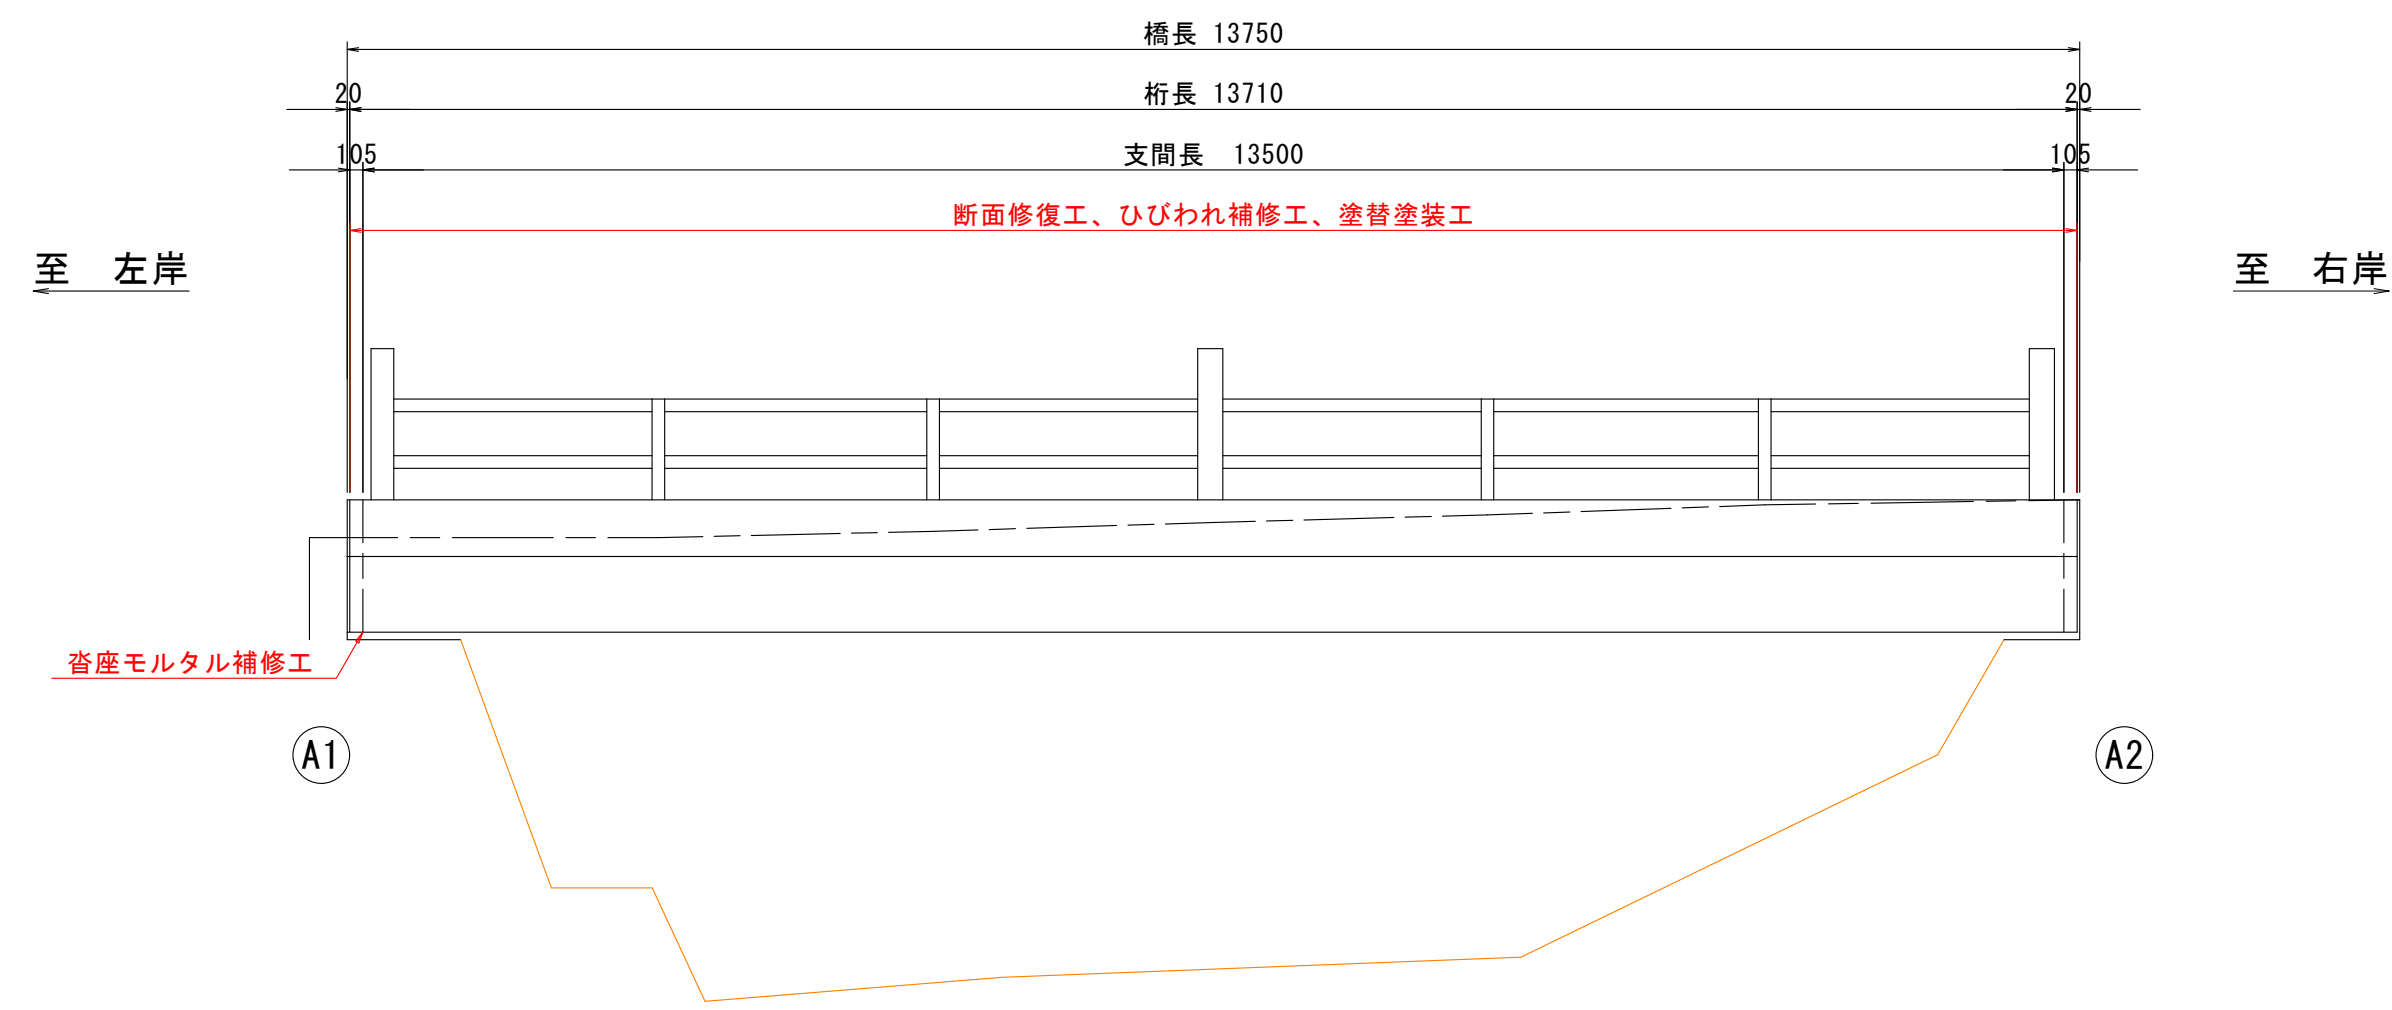 橋長 13750
20
桁長 13710
20
105
支間長　13500
105
断面修復工、ひびわれ補修工、塗替塗装工
至　左岸
至　右岸
沓座モルタル補修工
A1
A2